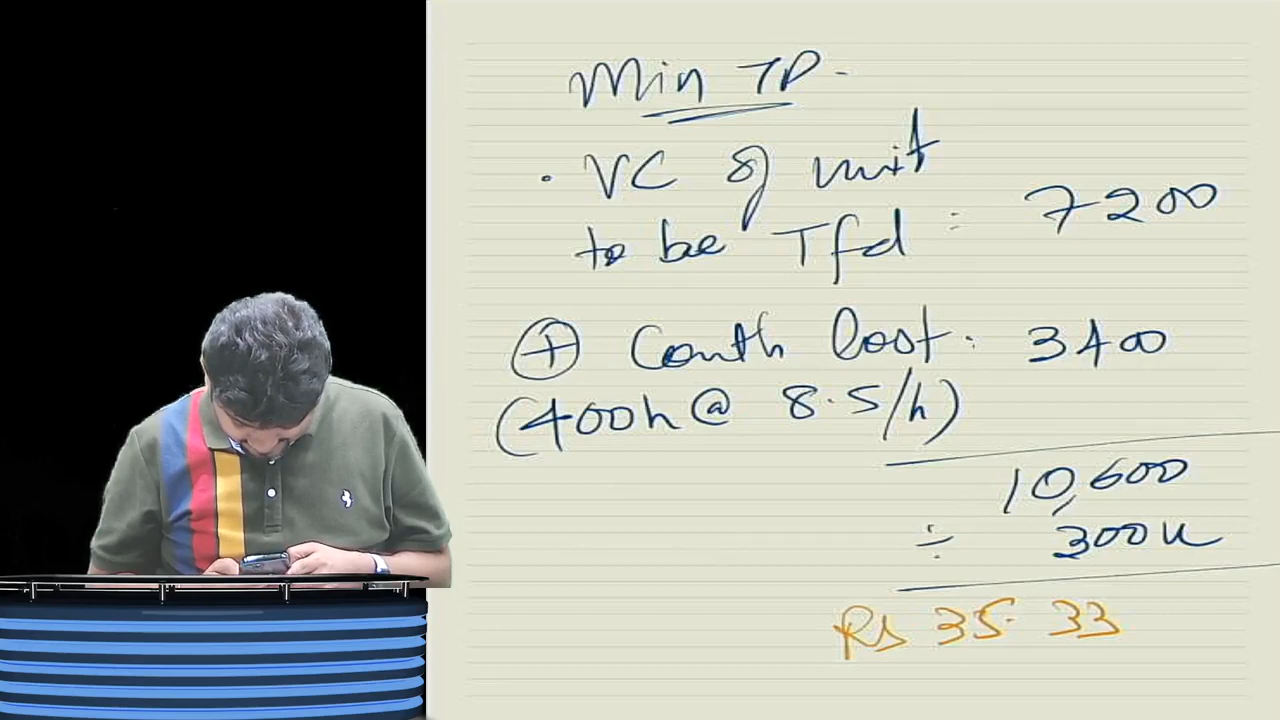 Min TP.
• VC of unit
to be Tfd = 7200
⊕ Conth lost. 3400
(400h @ 8.5/h)
10,600
÷ 300u
Rs 35.33